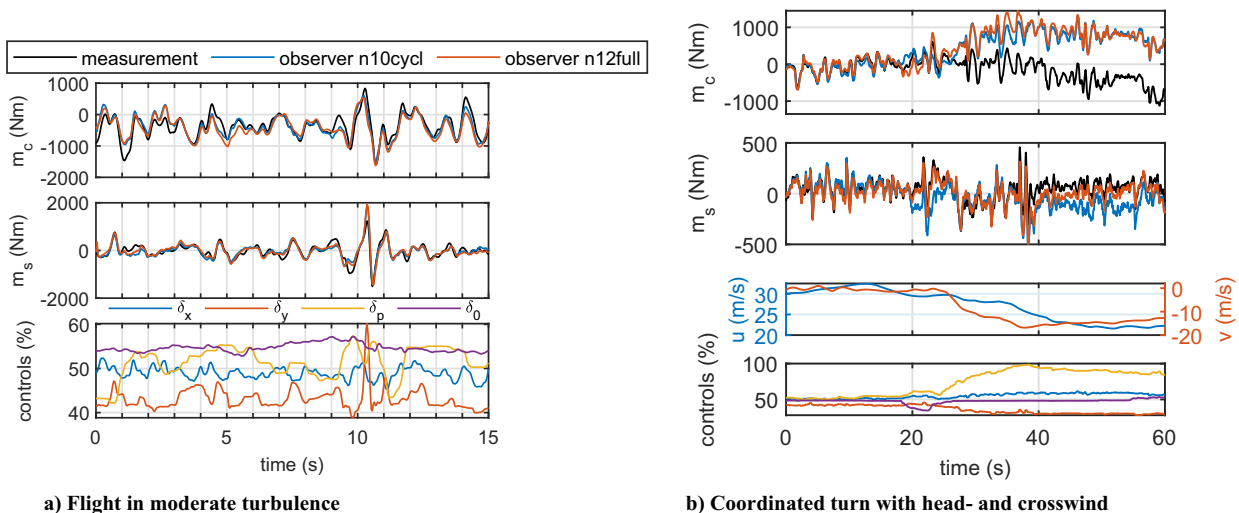 measurement observer n10cycl observer n12full
1000
0
-1000
-2000
m_c (Nm)
2000
0
-2000
m_s (Nm)
δ_x δ_y δ_p δ_0
60
50
40
controls (%)
0 5 10 15
time (s)
a) Flight in moderate turbulence
1000
0
-1000
m_c (Nm)
500
0
-500
m_s (Nm)
30
25
20
u (m/s)
0
-10
-20
v (m/s)
100
50
controls (%)
0 20 40 60
time (s)
b) Coordinated turn with head- and crosswind